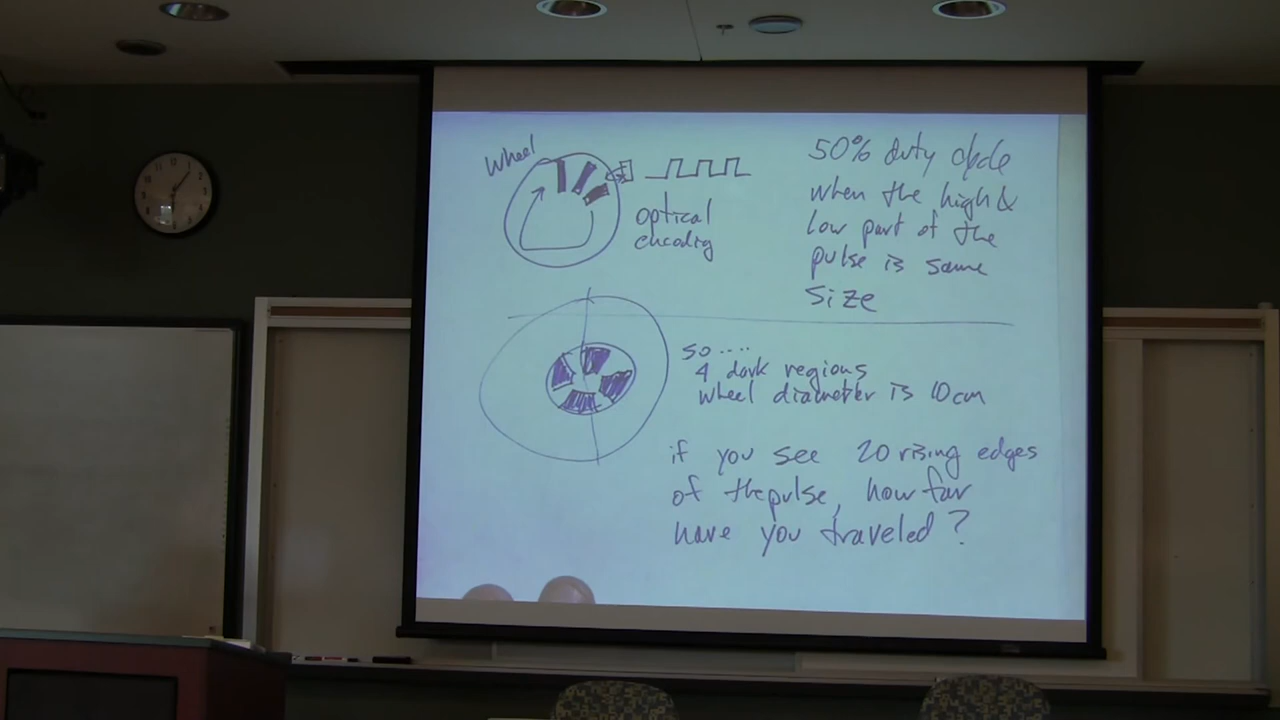 Wheel
optical
encoding
50% duty cycle
when the high &
low part of the
pulse is same
size
so....
4 dark regions
wheel diameter is 10cm
if you see 20 rising edges
of the pulse, how far
have you traveled?